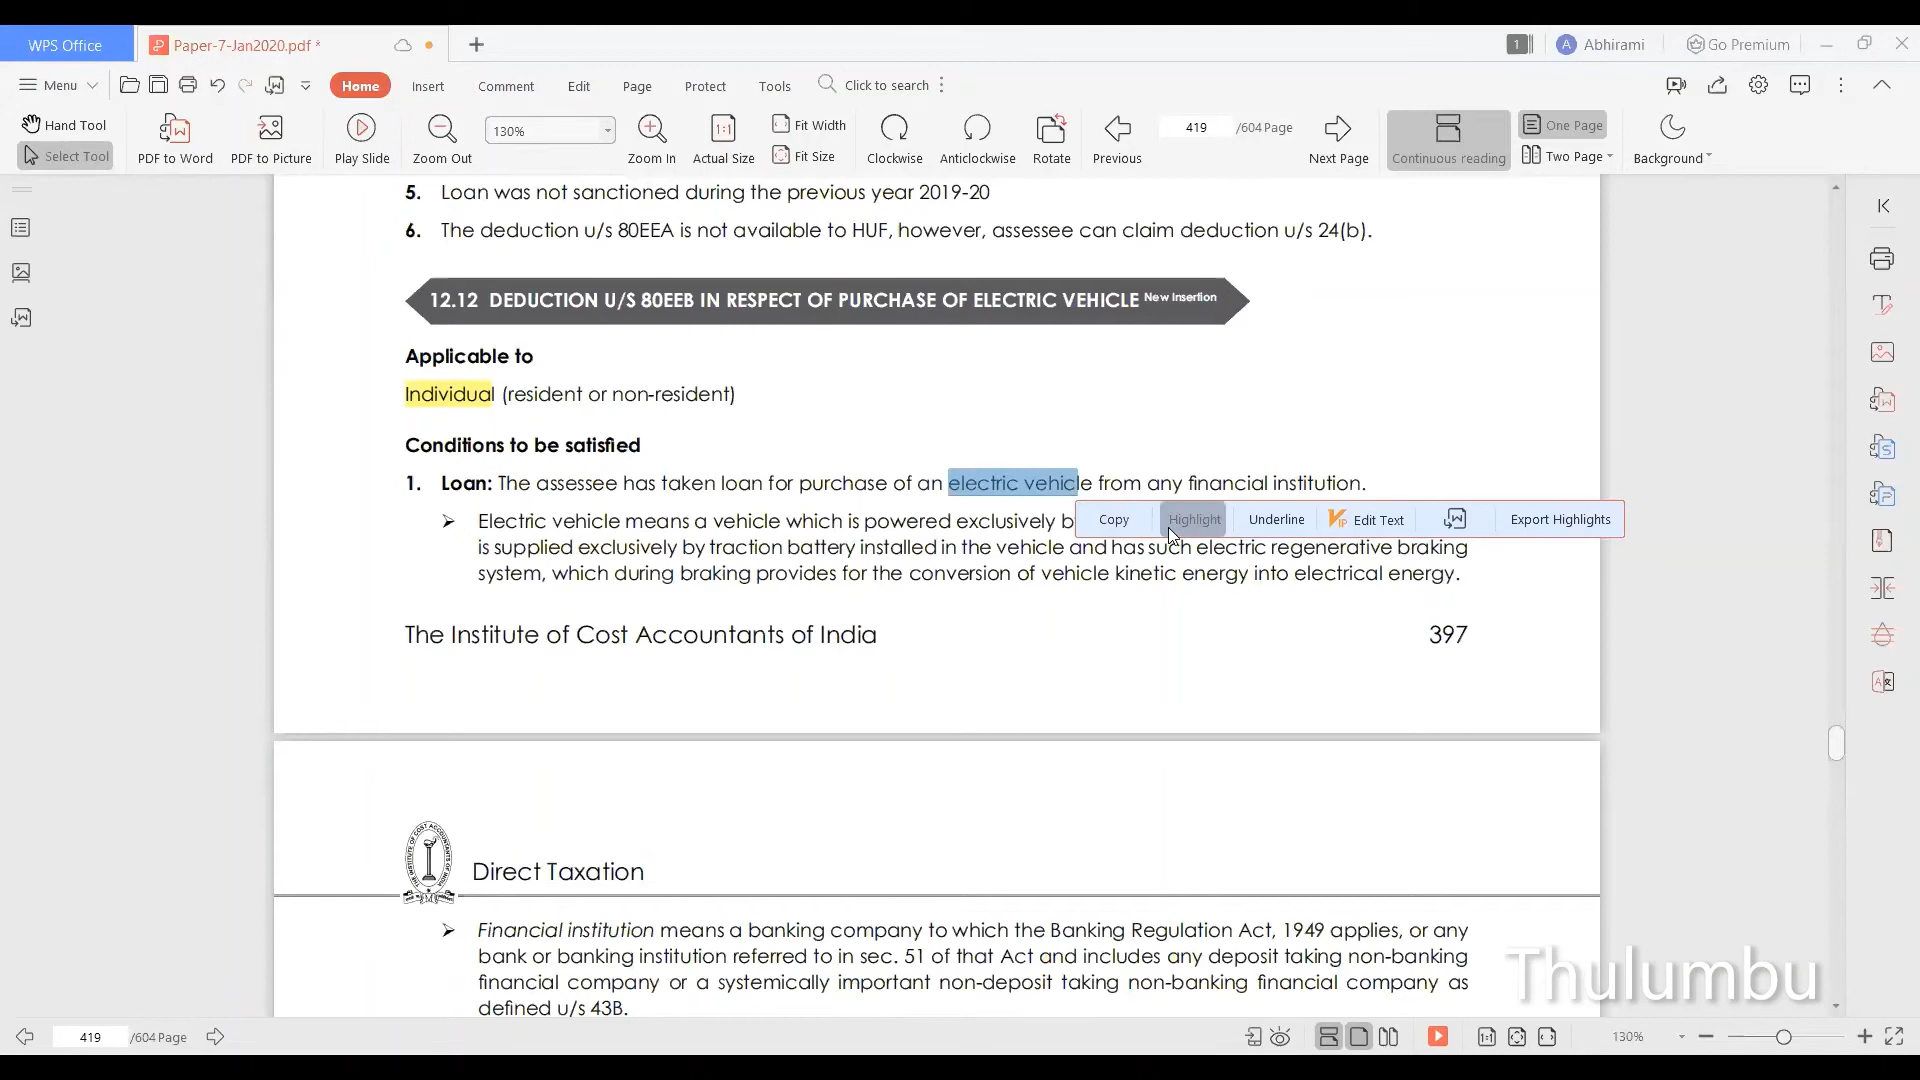 WPS Office
Paper-7-Jan2020.pdf *
1
A
Abhirami
Go Premium
Menu
Home
Insert
Comment
Edit
Page
Protect
Tools
Click to search
Hand Tool
Select Tool
PDF to Word
PDF to Picture
Play Slide
Zoom Out
130%
Zoom In
1:1
Actual Size
Fit Width
Fit Size
Clockwise
Anticlockwise
Rotate
Previous
419 /604 Page
Next Page
Continuous reading
One Page
Two Page
Background
5. Loan was not sanctioned during the previous year 2019-20
6. The deduction u/s 80EEA is not available to HUF, however, assessee can claim deduction u/s 24(b).
12.12 DEDUCTION U/S 80EEB IN RESPECT OF PURCHASE OF ELECTRIC VEHICLE New Insertion
Applicable to
Individual (resident or non-resident)
Conditions to be satisfied
1. Loan: The assessee has taken loan for purchase of an electric vehicle from any financial institution.
➢ Electric vehicle means a vehicle which is powered exclusively b
Copy
Highlight
Underline
Edit Text
Export Highlights
is supplied exclusively by traction battery installed in the vehicle and has such electric regenerative braking
system, which during braking provides for the conversion of vehicle kinetic energy into electrical energy.
The Institute of Cost Accountants of India 397
Direct Taxation
➢ Financial institution means a banking company to which the Banking Regulation Act, 1949 applies, or any
bank or banking institution referred to in sec. 51 of that Act and includes any deposit taking non-banking
financial company or a systemically important non-deposit taking non-banking financial company as
defined u/s 43B.
Thulumbu
419 /604 Page
130%